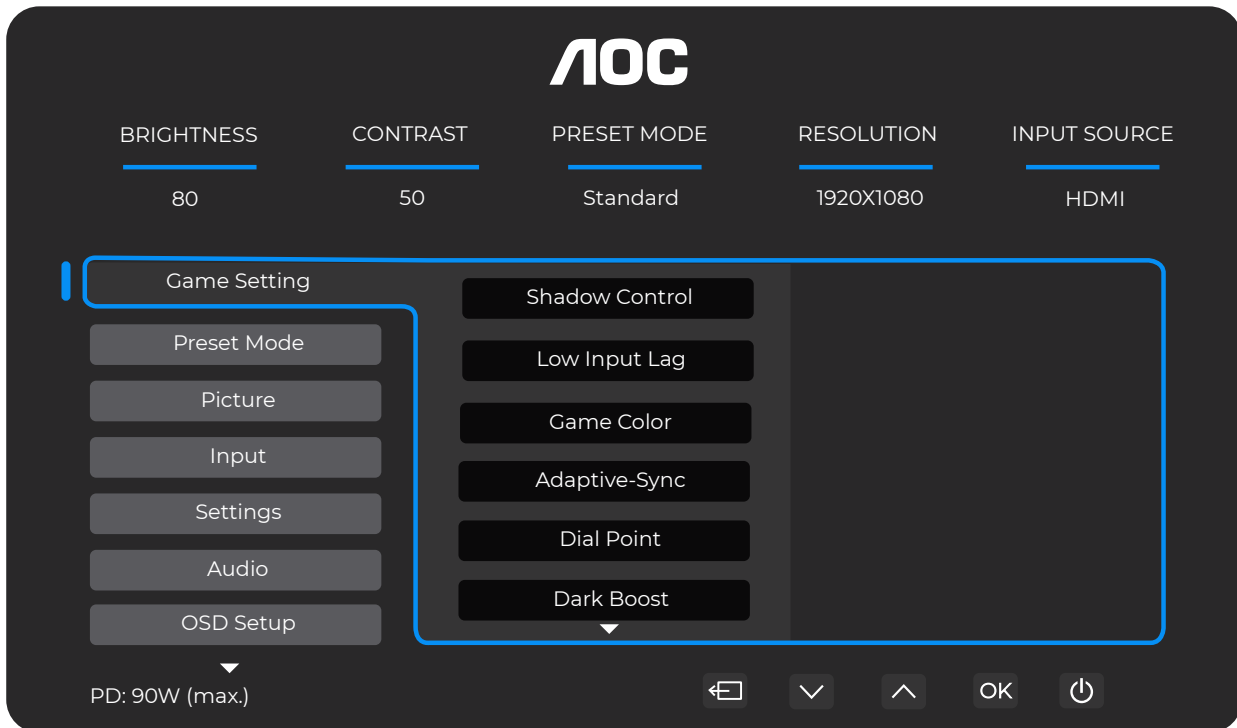 AOC
BRIGHTNESS CONTRAST PRESET MODE RESOLUTION INPUT SOURCE
80 50 Standard 1920X1080 HDMI
Game Setting
Preset Mode
Picture
Input
Settings
Audio
OSD Setup
Shadow Control
Low Input Lag
Game Color
Adaptive-Sync
Dial Point
Dark Boost
PD: 90W (max.)
OK